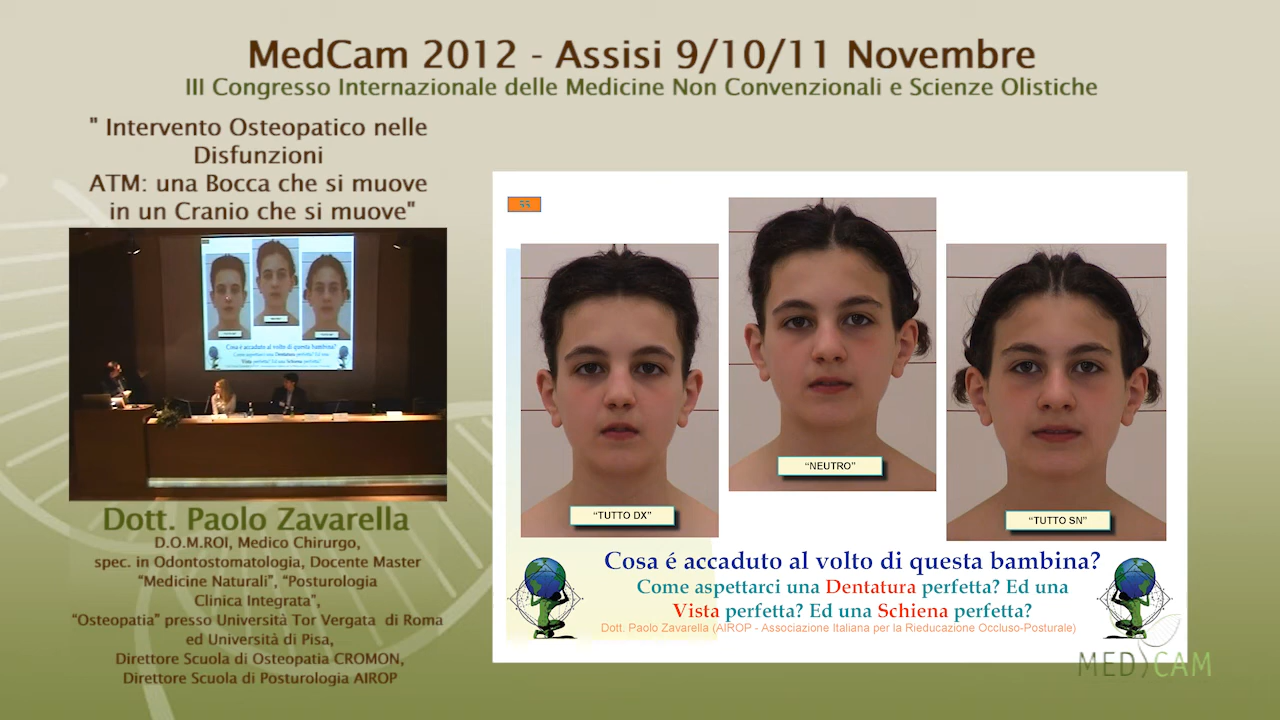 MedCam 2012 - Assisi 9/10/11 Novembre
III Congresso Internazionale delle Medicine Non Convenzionali e Scienze Olistiche
" Intervento Osteopatico nelle
Disfunzioni
ATM: una Bocca che si muove
in un Cranio che si muove"
Dott. Paolo Zavarella
D.O.M.ROI, Medico Chirurgo,
spec. in Odontostomatologia, Docente Master
“Medicine Naturali”, “Posturologia
Clinica Integrata”,
“Osteopatia” presso Università Tor Vergata di Roma
ed Università di Pisa,
Direttore Scuola di Osteopatia CROMON,
Direttore Scuola di Posturologia AIROP
55
“TUTTO DX”
“NEUTRO”
“TUTTO SN”
Cosa é accaduto al volto di questa bambina?
Come aspettarci una Dentatura perfetta? Ed una
Vista perfetta? Ed una Schiena perfetta?
Dott. Paolo Zavarella (AIROP - Associazione Italiana per la Rieducazione Occluso-Posturale)
MEDCAM